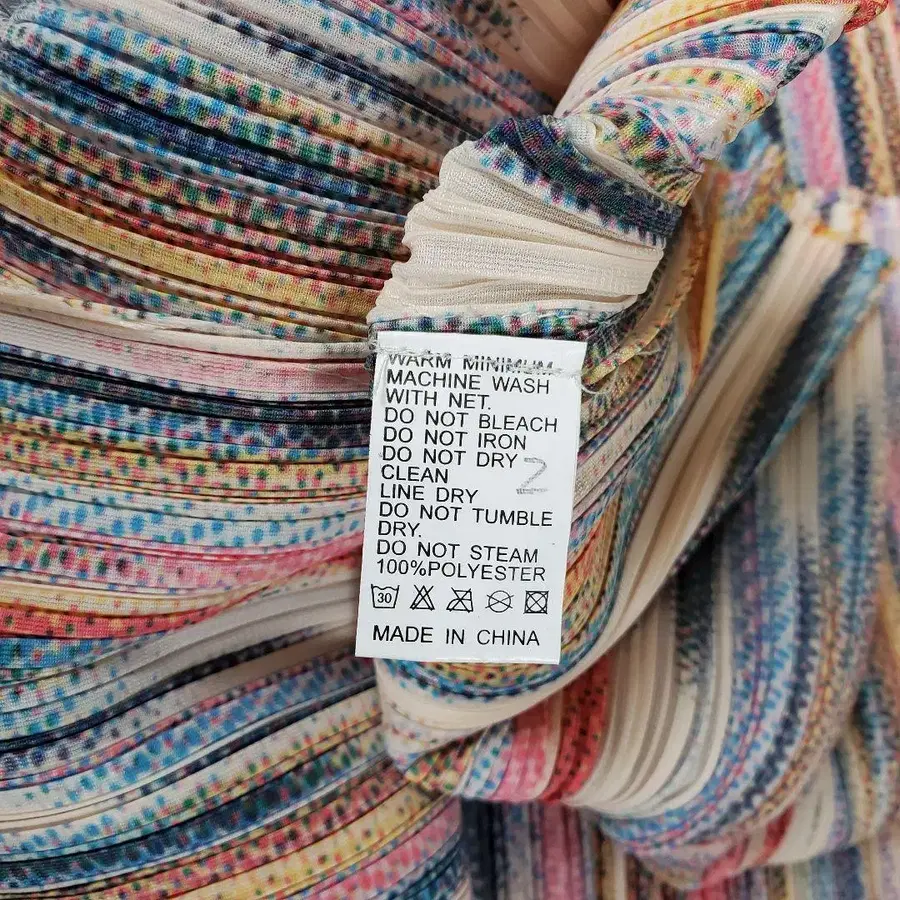 WARM MINIMUM
MACHINE WASH
WITH NET.
DO NOT BLEACH
DO NOT IRON
DO NOT DRY
2
CLEAN
LINE DRY
DO NOT TUMBLE
DRY.
DO NOT STEAM
100%POLYESTER
30
MADE IN CHINA